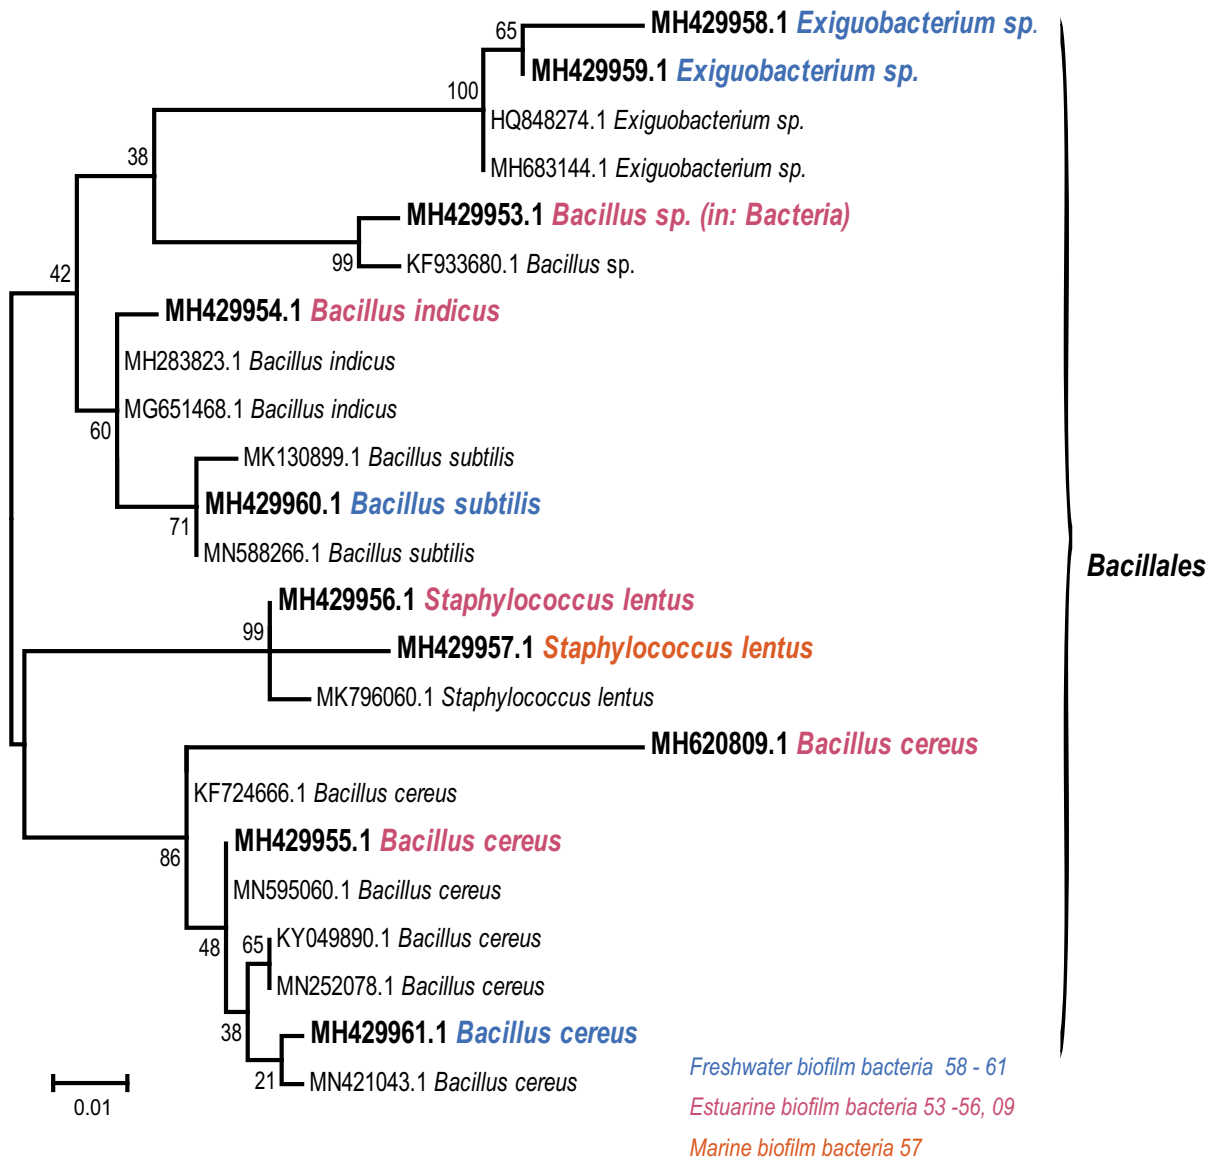 65
MH429958.1 Exiguobacterium sp.
MH429959.1 Exiguobacterium sp.
100
HQ848274.1 Exiguobacterium sp.
38
MH683144.1 Exiguobacterium sp.
MH429953.1 Bacillus sp. (in: Bacteria)
99
KF933680.1 Bacillus sp.
42
MH429954.1 Bacillus indicus
MH283823.1 Bacillus indicus
MG651468.1 Bacillus indicus
60
MK130899.1 Bacillus subtilis
MH429960.1 Bacillus subtilis
71
MN588266.1 Bacillus subtilis
Bacillales
MH429956.1 Staphylococcus lentus
99
MH429957.1 Staphylococcus lentus
MK796060.1 Staphylococcus lentus
MH620809.1 Bacillus cereus
KF724666.1 Bacillus cereus
MH429955.1 Bacillus cereus
86
MN595060.1 Bacillus cereus
48
65
KY049890.1 Bacillus cereus
MN252078.1 Bacillus cereus
38
MH429961.1 Bacillus cereus
21
MN421043.1 Bacillus cereus
0.01
Freshwater biofilm bacteria 58 - 61
Estuarine biofilm bacteria 53 -56, 09
Marine biofilm bacteria 57